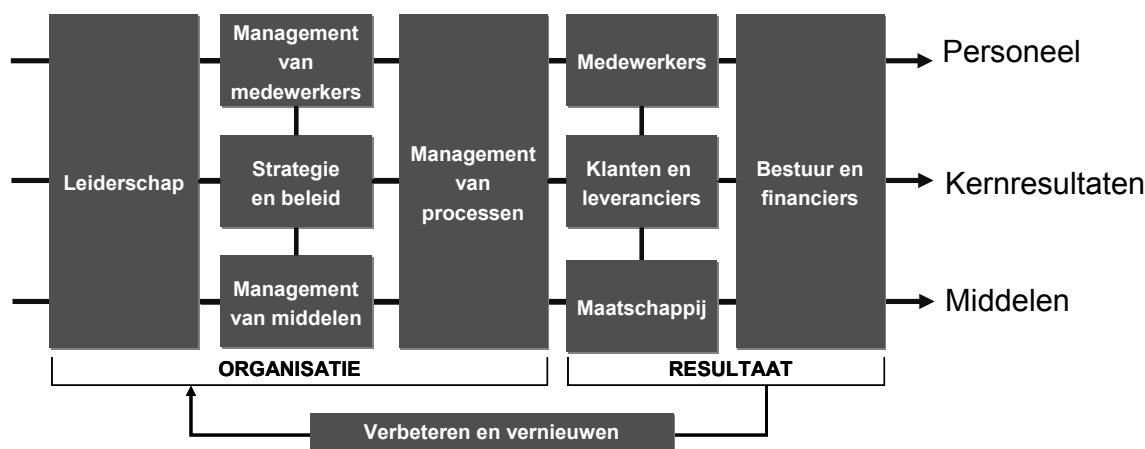 Management
van
medewerkers
Medewerkers
Personeel
Leiderschap
Strategie
en beleid
Management
van
processen
Klanten en
leveranciers
Bestuur en
financiers
Kernresultaten
Management
van middelen
Maatschappij
Middelen
ORGANISATIE
RESULTAAT
Verbeteren en vernieuwen